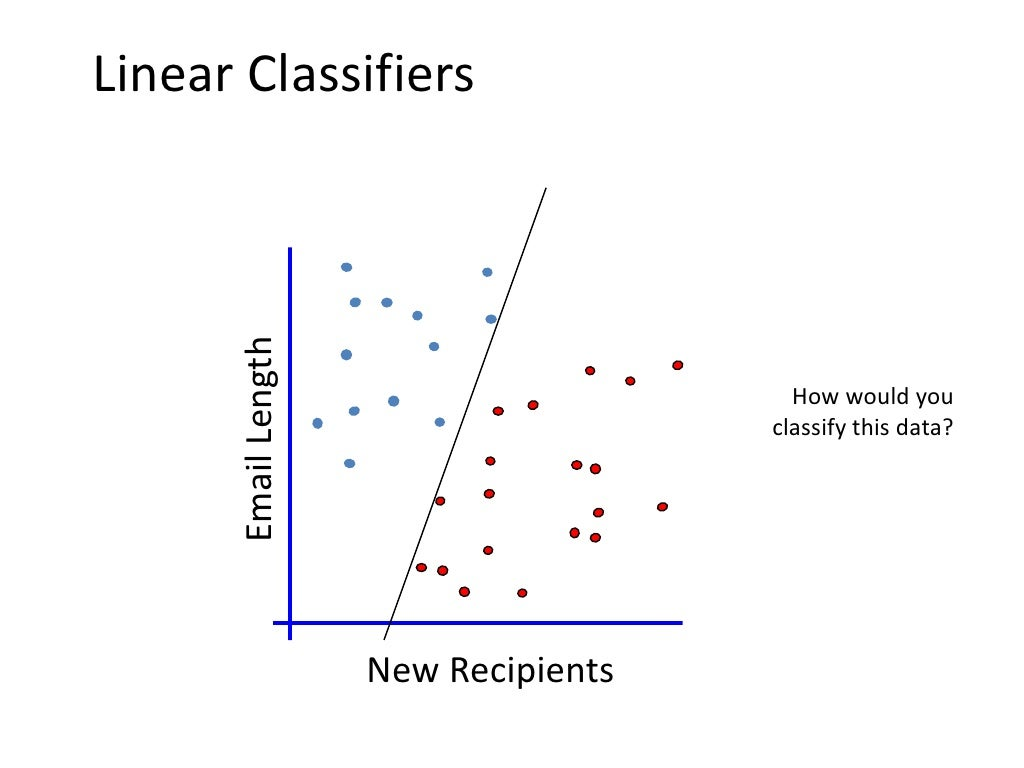 Linear Classifiers
Email Length
How would you
classify this data?
New Recipients